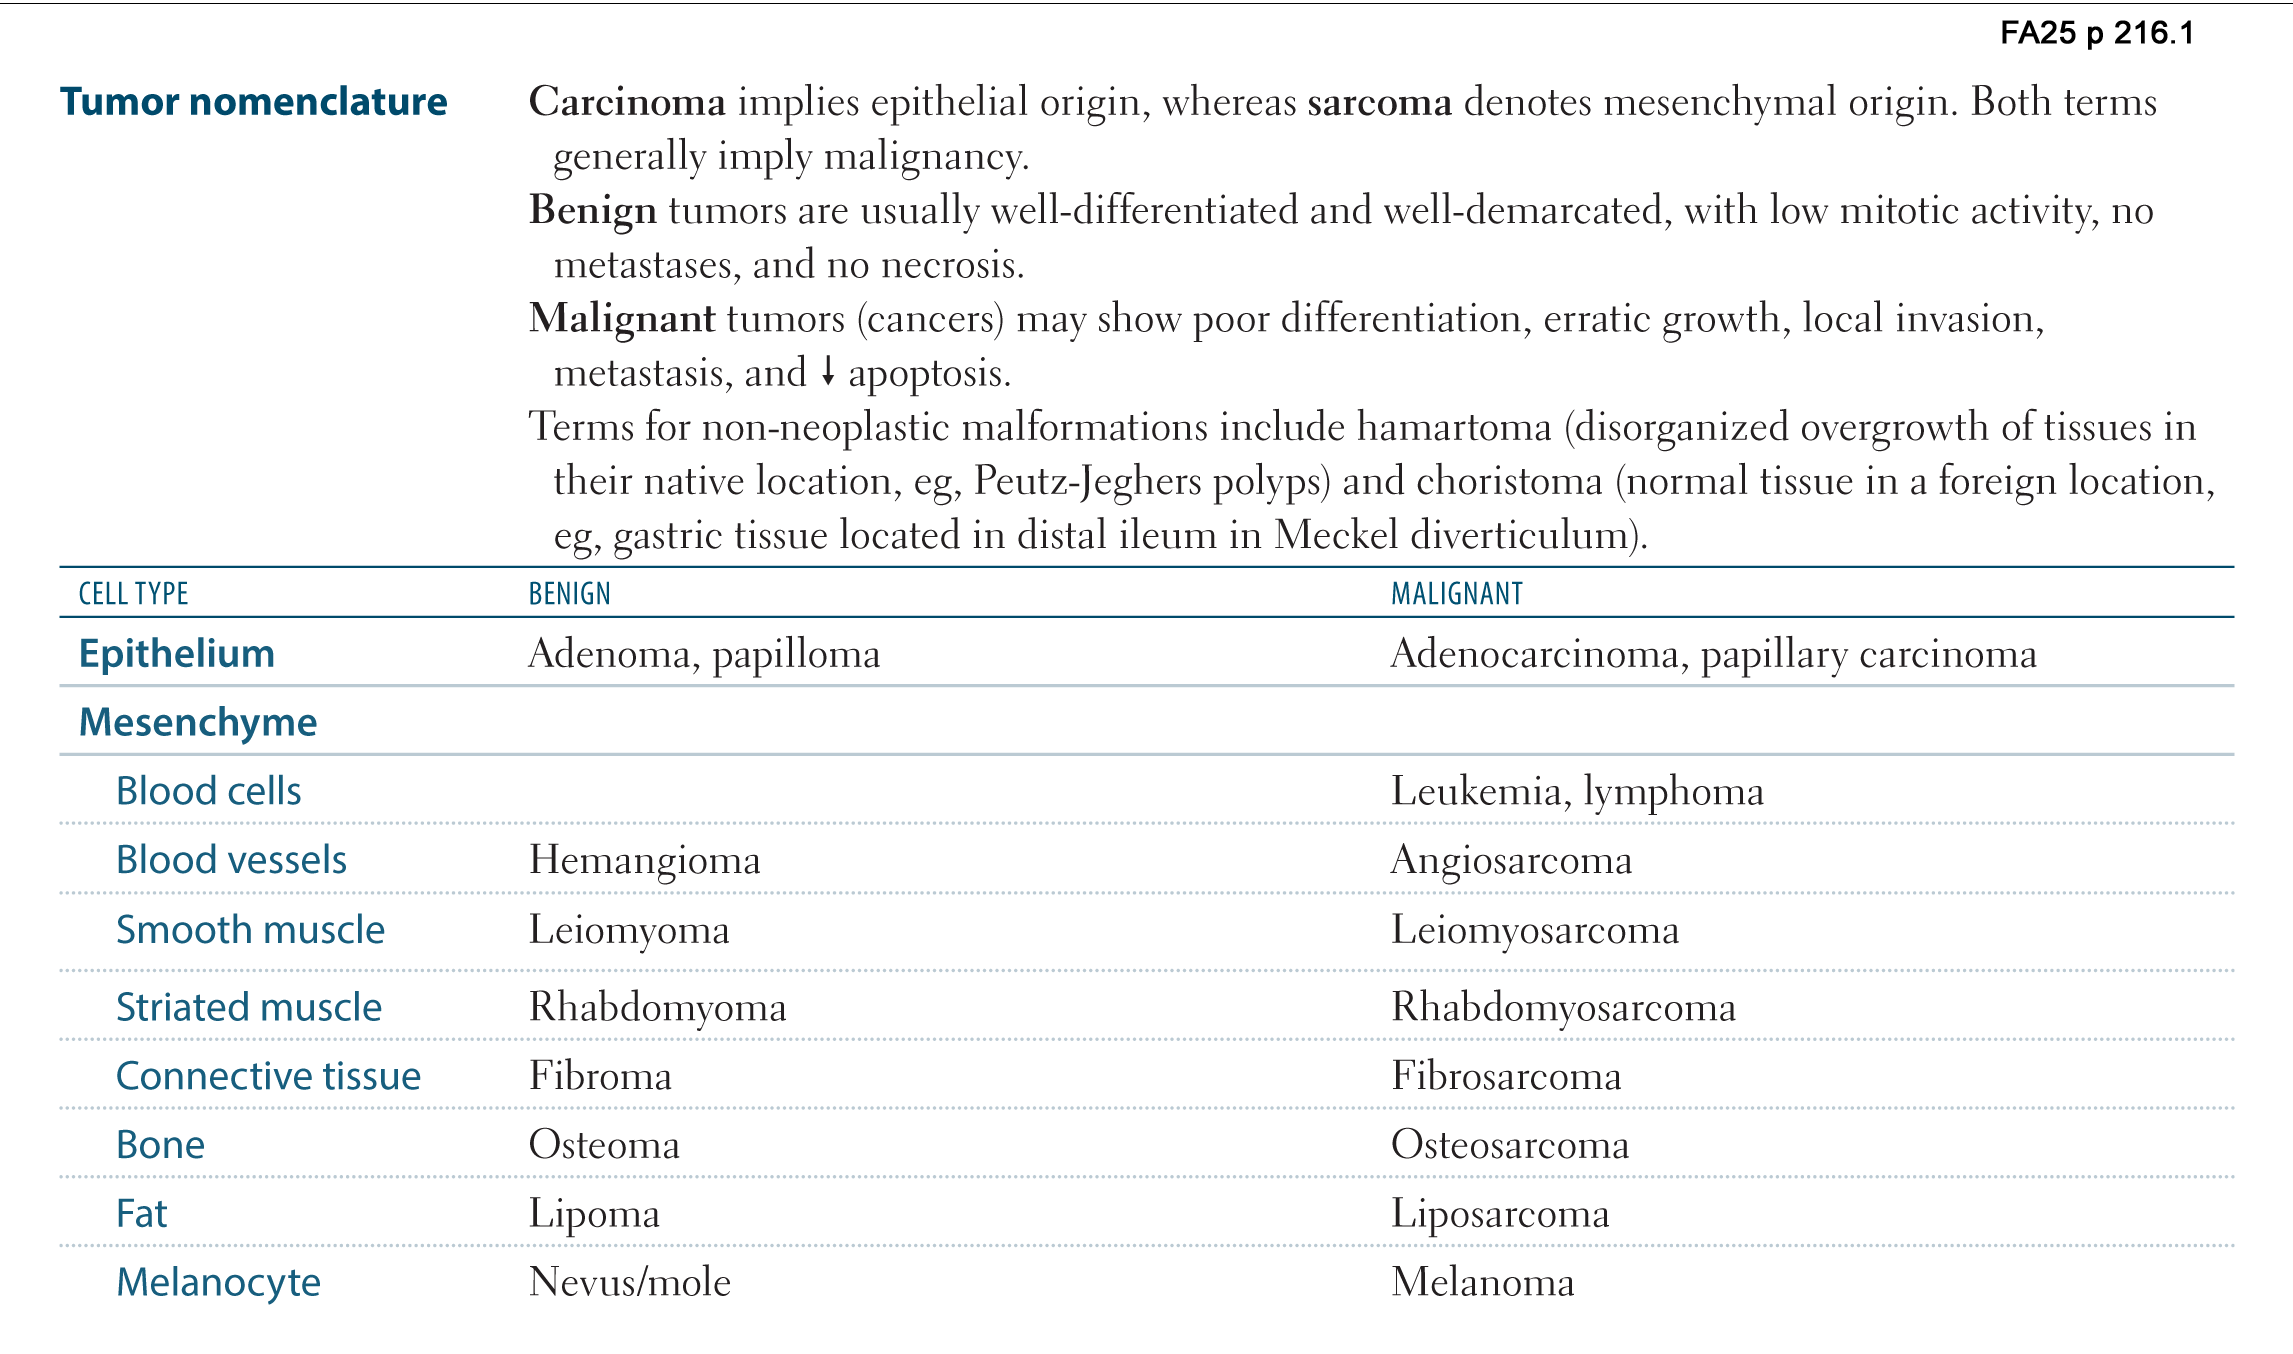 FA25 p 216.1
Tumor nomenclature
Carcinoma implies epithelial origin, whereas sarcoma denotes mesenchymal origin. Both terms
generally imply malignancy.
Benign tumors are usually well-differentiated and well-demarcated, with low mitotic activity, no
metastases, and no necrosis.
Malignant tumors (cancers) may show poor differentiation, erratic growth, local invasion,
metastasis, and ↓ apoptosis.
Terms for non-neoplastic malformations include hamartoma (disorganized overgrowth of tissues in
their native location, eg, Peutz-Jeghers polyps) and choristoma (normal tissue in a foreign location,
eg, gastric tissue located in distal ileum in Meckel diverticulum).
CELL TYPE BENIGN MALIGNANT
Epithelium Adenoma, papilloma Adenocarcinoma, papillary carcinoma
Mesenchyme
Blood cells Leukemia, lymphoma
Blood vessels Hemangioma Angiosarcoma
Smooth muscle Leiomyoma Leiomyosarcoma
Striated muscle Rhabdomyoma Rhabdomyosarcoma
Connective tissue Fibroma Fibrosarcoma
Bone Osteoma Osteosarcoma
Fat Lipoma Liposarcoma
Melanocyte Nevus/mole Melanoma